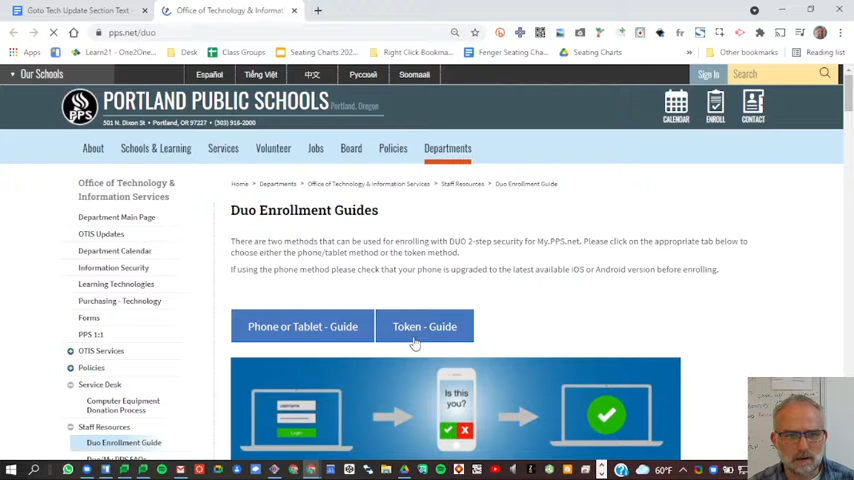 Goto Tech Update Section Text -
Office of Technology & Informat
pps.net/duo
Apps
Learn21 - One2One...
Desk
Class Groups
Seating Charts 202...
Right Click Bookma...
Fenger Seating Cha...
Seating Charts
Other bookmarks
Reading list
Our Schools
Español
Tiếng Việt
中文
Русский
Soomaali
Sign In
Search
PPS
PORTLAND PUBLIC SCHOOLS
Portland, Oregon
501 N. Dixon St • Portland, OR 97227 • (503) 916-2000
CALENDAR
ENROLL
CONTACT
About
Schools & Learning
Services
Volunteer
Jobs
Board
Policies
Departments
Office of Technology &
Information Services
Department Main Page
OTIS Updates
Department Calendar
Information Security
Learning Technologies
Purchasing - Technology
Forms
PPS 1:1
OTIS Services
Policies
Service Desk
Computer Equipment
Donation Process
Staff Resources
Duo Enrollment Guide
Duo/My.PPS FAQs
Home
Departments
Office of Technology & Information Services
Staff Resources
Duo Enrollment Guide
Duo Enrollment Guides
There are two methods that can be used for enrolling with DUO 2-step security for My.PPS.net. Please click on the appropriate tab below to
choose either the phone/tablet method or the token method.
If using the phone method please check that your phone is upgraded to the latest available iOS or Android version before enrolling.
Phone or Tablet - Guide
Token - Guide
username
Login
Is this
you?
60°F